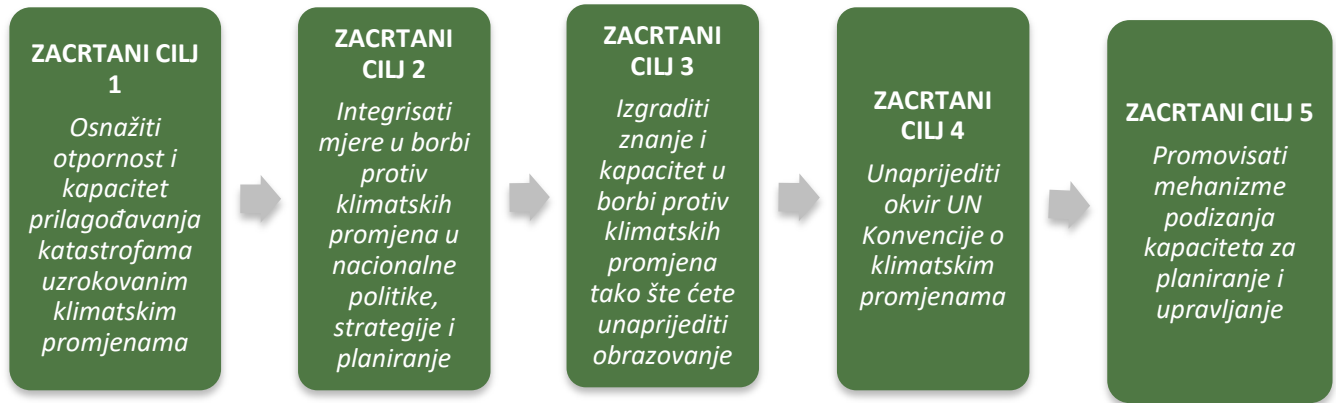 ZACRTANI CILJ
1
Osnažiti
otpornost i
kapacitet
prilagođavanja
katastrofama
uzrokovanim
klimatskim
promjenama
ZACRTANI
CILJ 2
Integrisati
mjere u borbi
protiv
klimatskih
promjena u
nacionalne
politike,
strategije i
planiranje
ZACRTANI
CILJ 3
Izgraditi
znanje i
kapacitet u
borbi protiv
klimatskih
promjena
tako šte ćete
unaprijediti
obrazovanje
ZACRTANI
CILJ 4
Unaprijediti
okvir UN
Konvencije o
klimatskim
promjenama
ZACRTANI CILJ 5
Promovisati
mehanizme
podizanja
kapaciteta za
planiranje i
upravljanje